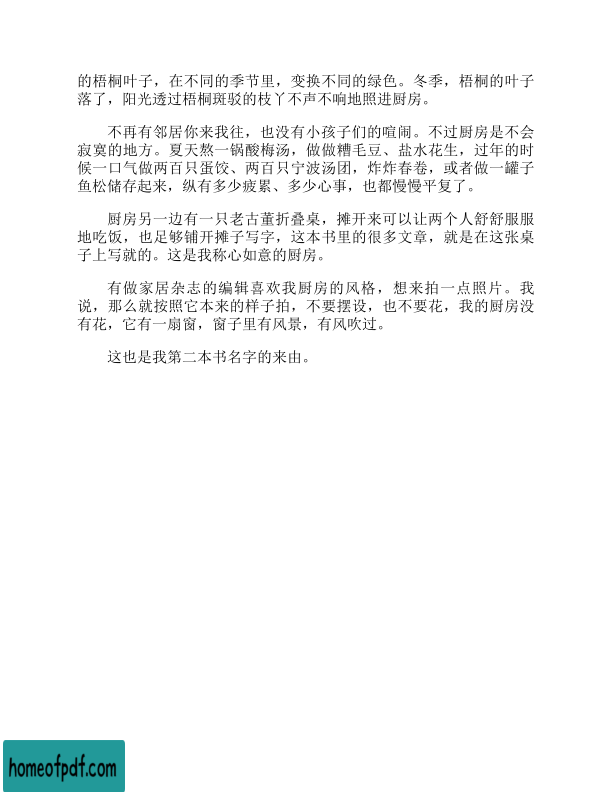 的梧桐叶子，在不同的季节里，变换不同的绿色。冬季，梧桐的叶子
落了，阳光透过梧桐斑驳的枝丫不声不响地照进厨房。
不再有邻居你来我往，也没有小孩子们的喧闹。不过厨房是不会
寂寞的地方。夏天熬一锅酸梅汤，做做糟毛豆、盐水花生，过年的时
候一口气做两百只蛋饺、两百只宁波汤团，炸炸春卷，或者做一罐子
鱼松储存起来，纵有多少疲累、多少心事，也都慢慢平复了。
厨房另一边有一只老古董折叠桌，摊开来可以让两个人舒舒服服
地吃饭，也足够铺开摊子写字，这本书里的很多文章，就是在这张桌
子上写就的。这是我称心如意的厨房。
有做家居杂志的编辑喜欢我厨房的风格，想来拍一点照片。我
说，那么就按照它本来的样子拍，不要摆设，也不要花，我的厨房没
有花，它有一扇窗，窗子里有风景，有风吹过。
这也是我第二本书名字的来由。
homeofpdf.com